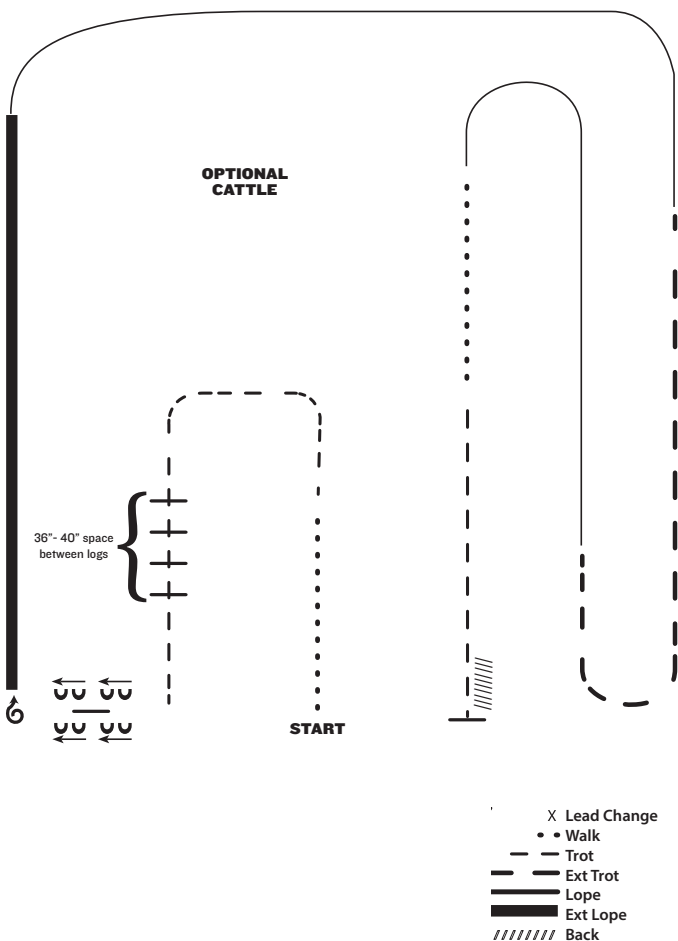 OPTIONAL
CATTLE
36"- 40" space
between logs
START
X Lead Change
Walk
Trot
Ext Trot
Lope
Ext Lope
Back